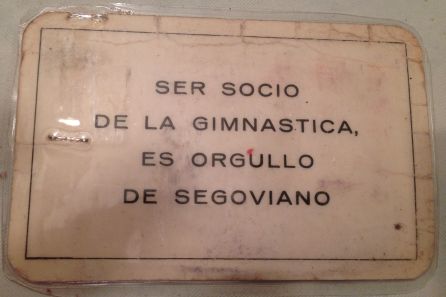 SER SOCIO
DE LA GIMNASTICA,
ES ORGULLO
DE SEGOVIANO